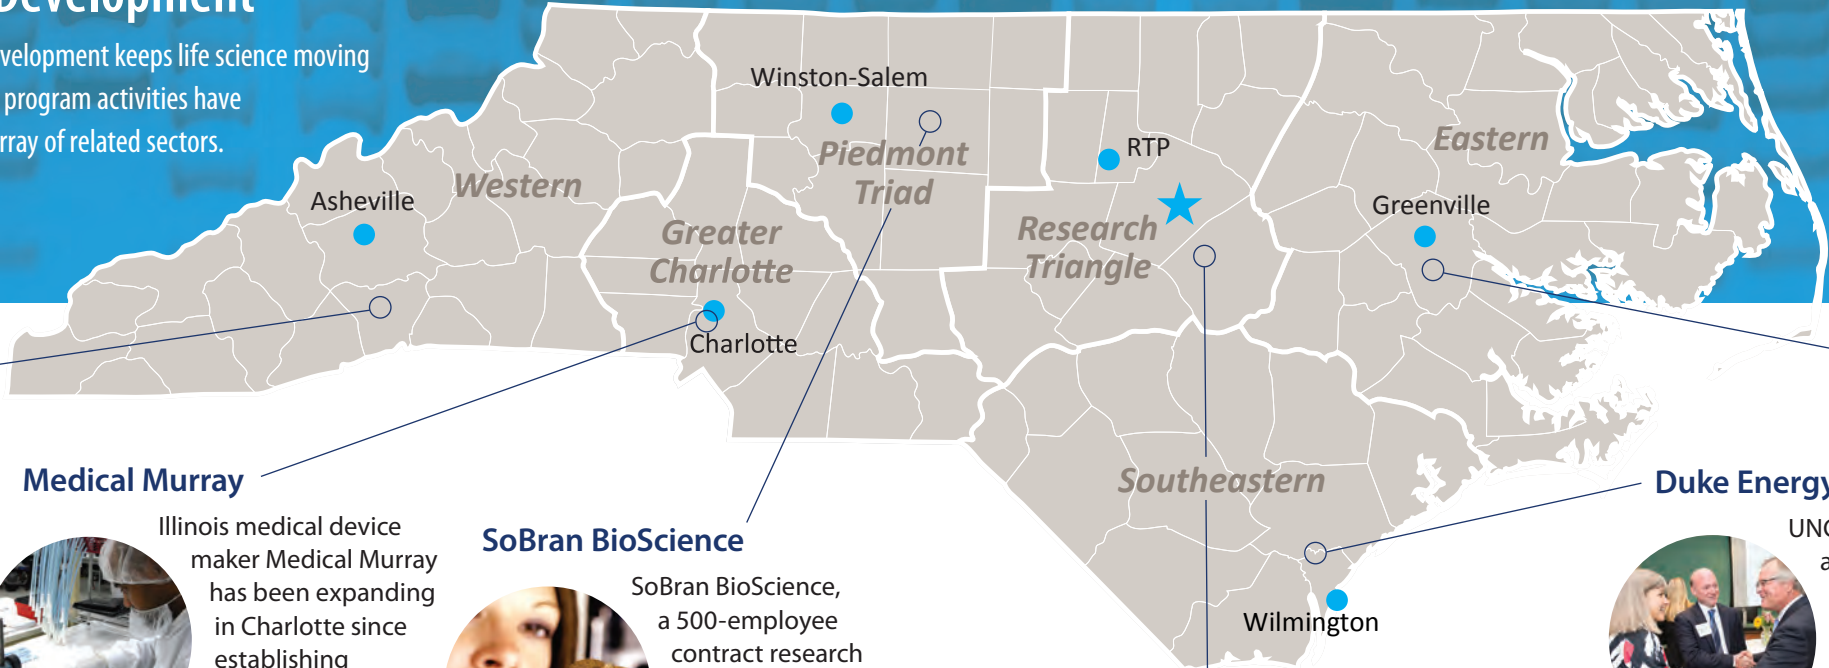 Development
velopment keeps life science moving
program activities have
rray of related sectors.
Winston-Salem
Piedmont
Triad
RTP
Eastern
Western
Asheville
Greater
Charlotte
Research
Triangle
Greenville
Charlotte
Southeastern
Wilmington
Medical Murray
Illinois medical device
maker Medical Murray
has been expanding
in Charlotte since
establishing
SoBran BioScience
SoBran BioScience,
a 500-employee
contract research
Duke Energy
UNC
a